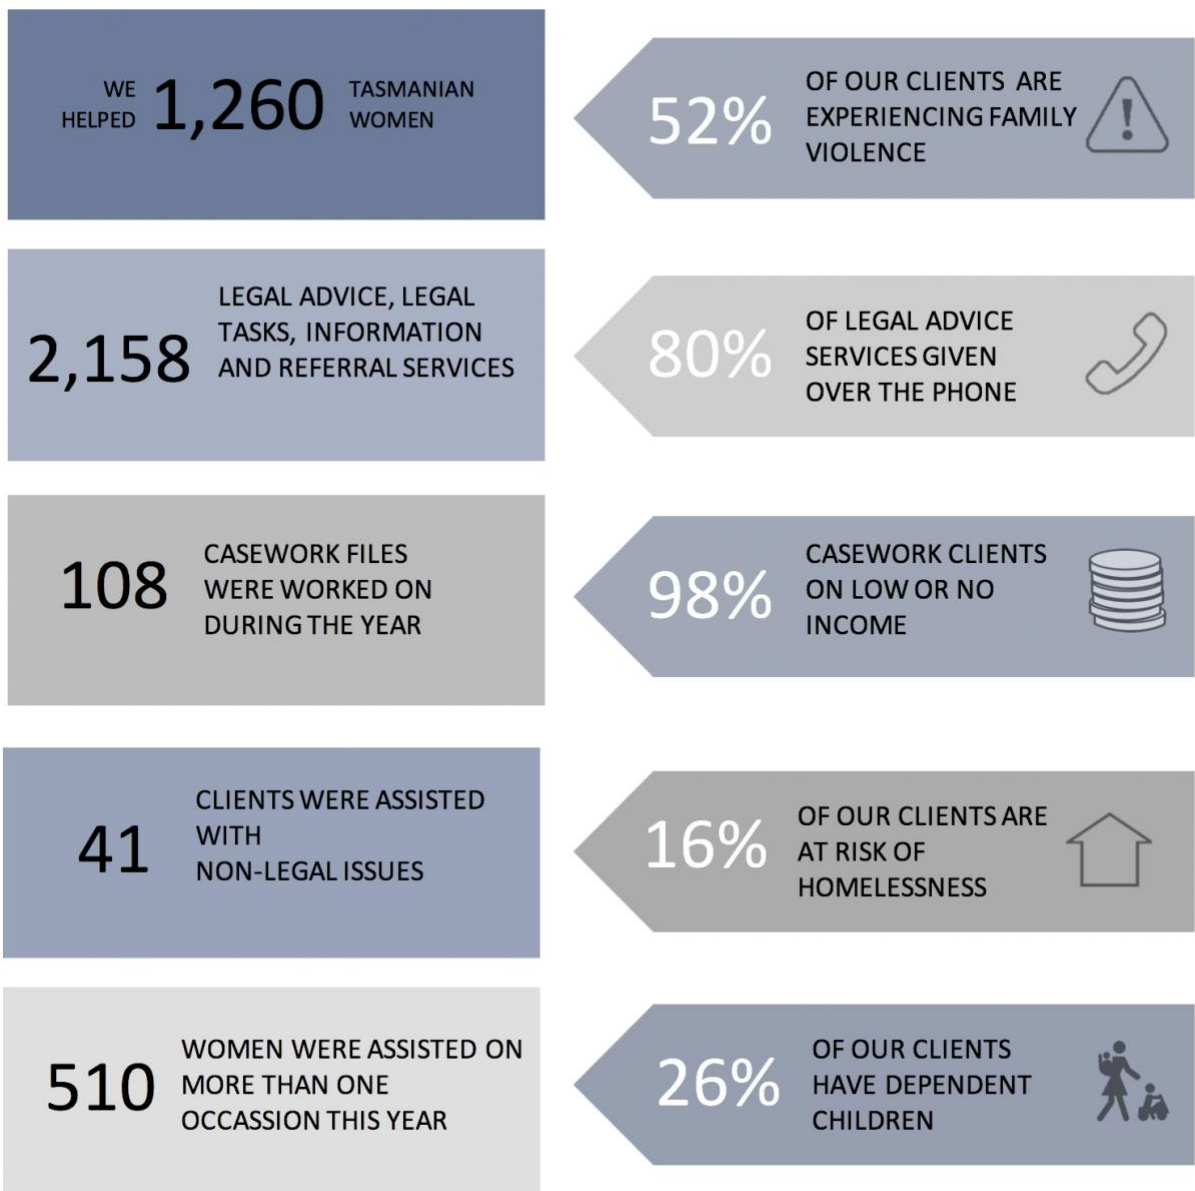 WE
HELPED 1,260 TASMANIAN
WOMEN
52%
OF OUR CLIENTS ARE
EXPERIENCING FAMILY
VIOLENCE
2,158
LEGAL ADVICE, LEGAL
TASKS, INFORMATION
AND REFERRAL SERVICES
80%
OF LEGAL ADVICE
SERVICES GIVEN
OVER THE PHONE
108
CASEWORK FILES
WERE WORKED ON
DURING THE YEAR
98%
CASEWORK CLIENTS
ON LOW OR NO
INCOME
41
CLIENTS WERE ASSISTED
WITH
NON-LEGAL ISSUES
16%
OF OUR CLIENTS ARE
AT RISK OF
HOMELESSNESS
510
WOMEN WERE ASSISTED ON
MORE THAN ONE
OCCASSION THIS YEAR
26%
OF OUR CLIENTS
HAVE DEPENDENT
CHILDREN